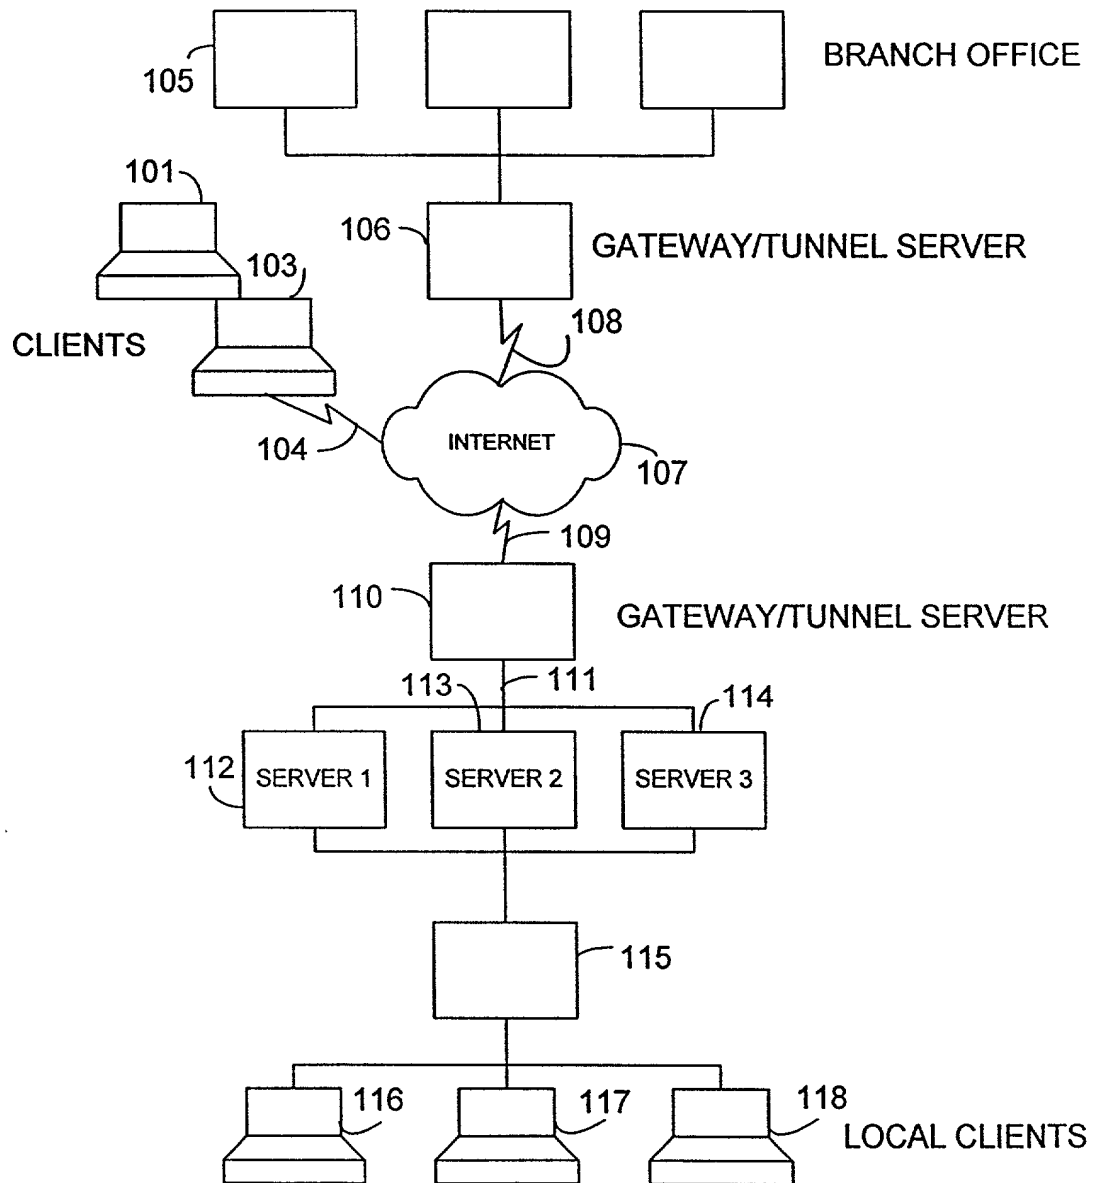 BRANCH OFFICE
105
101
106
GATEWAY/TUNNEL SERVER
103
108
CLIENTS
INTERNET
104
107
109
110
GATEWAY/TUNNEL SERVER
111
113
114
112
SERVER 1
SERVER 2
SERVER 3
115
116
117
118
LOCAL CLIENTS